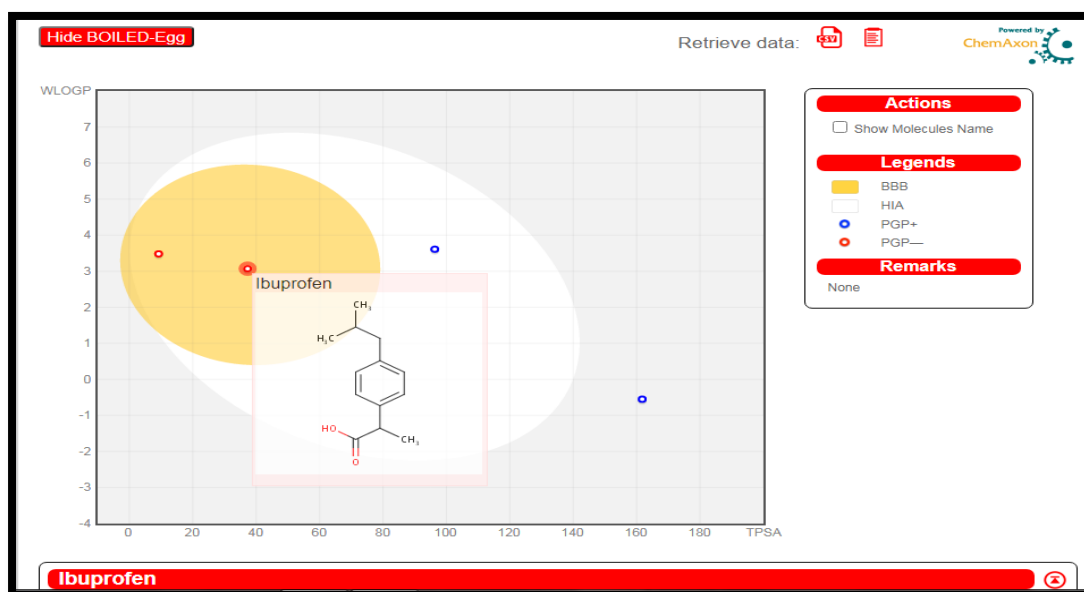 Hide BOILED-Egg
Retrieve data:
CSV
Powered by
ChemAxon
WLOGP
7
6
5
4
3
2
1
0
-1
-2
-3
-4
0 20 40 60 80 100 120 140 160 180 TPSA
Ibuprofen
CH₃
H₃C
HO
CH₃
O
Actions
Show Molecules Name
Legends
BBB
HIA
PGP+
PGP—
Remarks
None
Ibuprofen